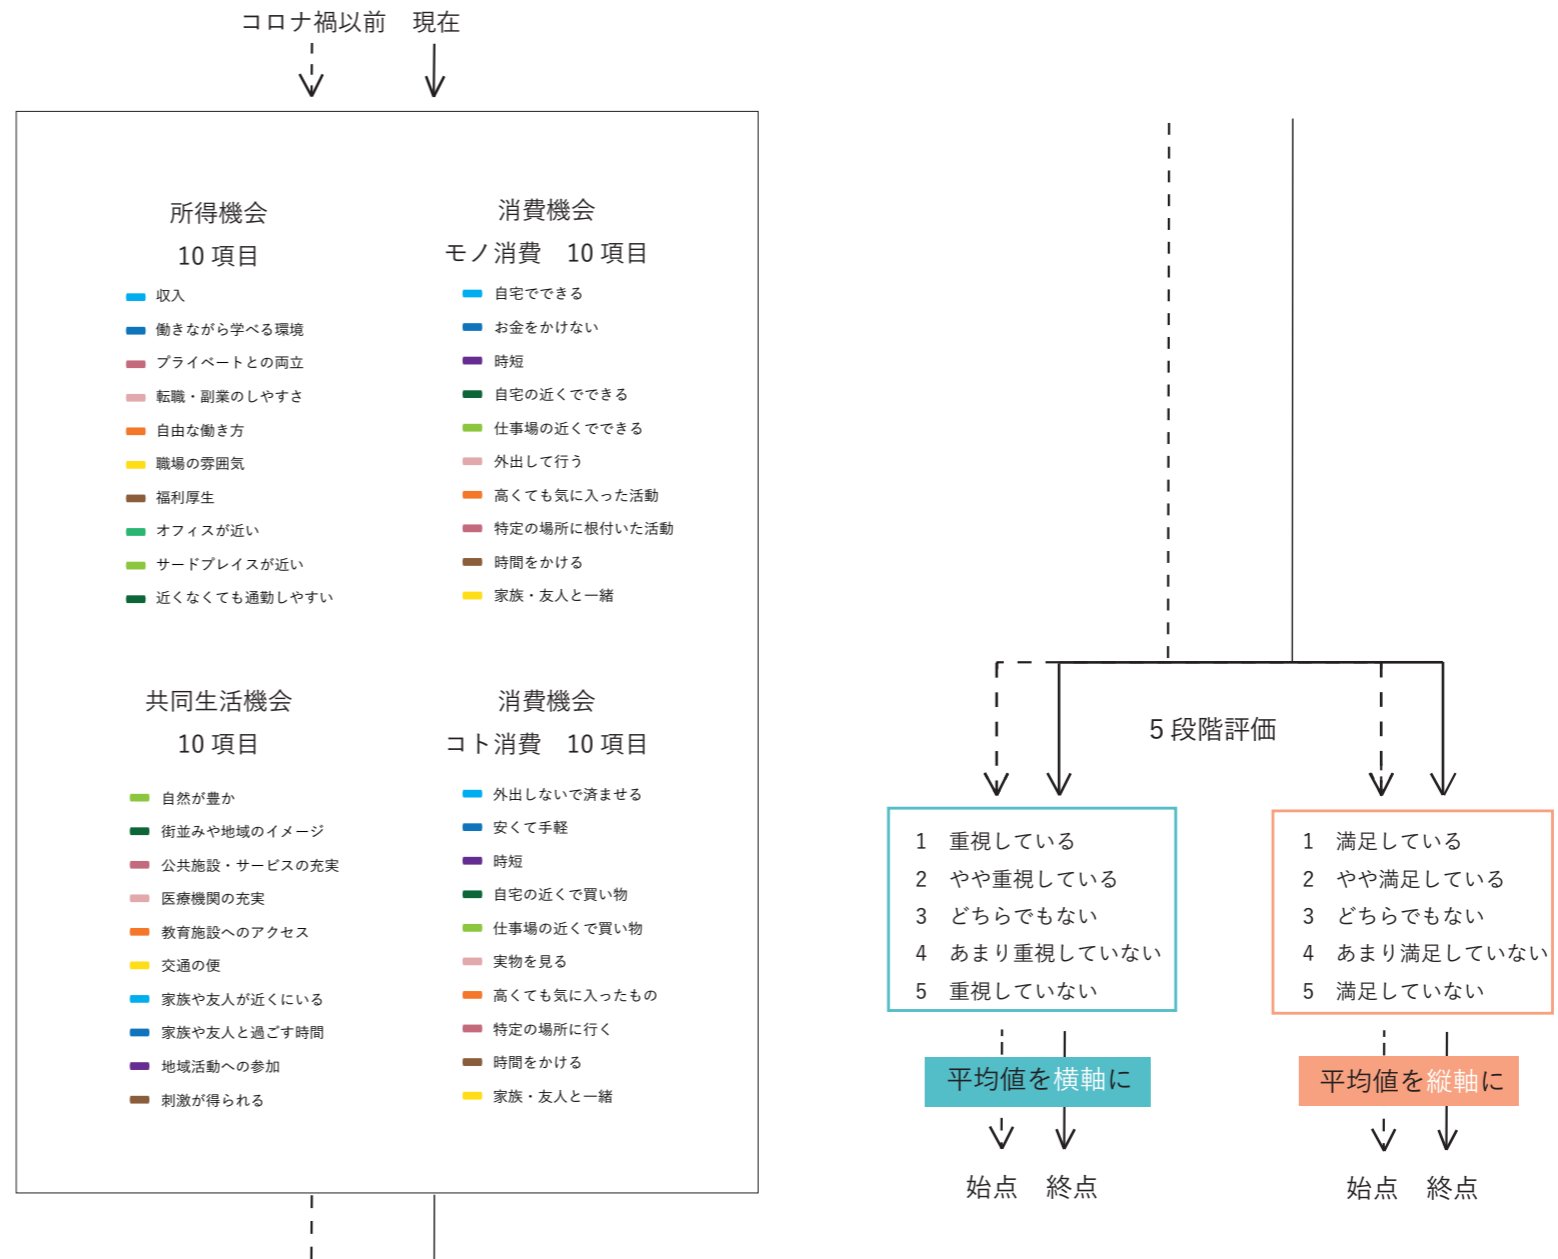 コロナ禍以前　現在
所得機会
10 項目
収入
働きながら学べる環境
プライベートとの両立
転職・副業のしやすさ
自由な働き方
職場の雰囲気
福利厚生
オフィスが近い
サードプレイスが近い
近くなくても通勤しやすい
消費機会
モノ消費　10 項目
自宅でできる
お金をかけない
時短
自宅の近くでできる
仕事場の近くでできる
外出して行う
高くても気に入った活動
特定の場所に根付いた活動
時間をかける
家族・友人と一緒
共同生活機会
10 項目
自然が豊か
街並みや地域のイメージ
公共施設・サービスの充実
医療機関の充実
教育施設へのアクセス
交通の便
家族や友人が近くにいる
家族や友人と過ごす時間
地域活動への参加
刺激が得られる
消費機会
コト消費　10 項目
外出しないで済ませる
安くて手軽
時短
自宅の近くで買い物
仕事場の近くで買い物
実物を見る
高くても気に入ったもの
特定の場所に行く
時間をかける
家族・友人と一緒
5 段階評価
1　重視している
2　やや重視している
3　どちらでもない
4　あまり重視していない
5　重視していない
平均値を横軸に
始点　終点
1　満足している
2　やや満足している
3　どちらでもない
4　あまり満足していない
5　満足していない
平均値を縦軸に
始点　終点